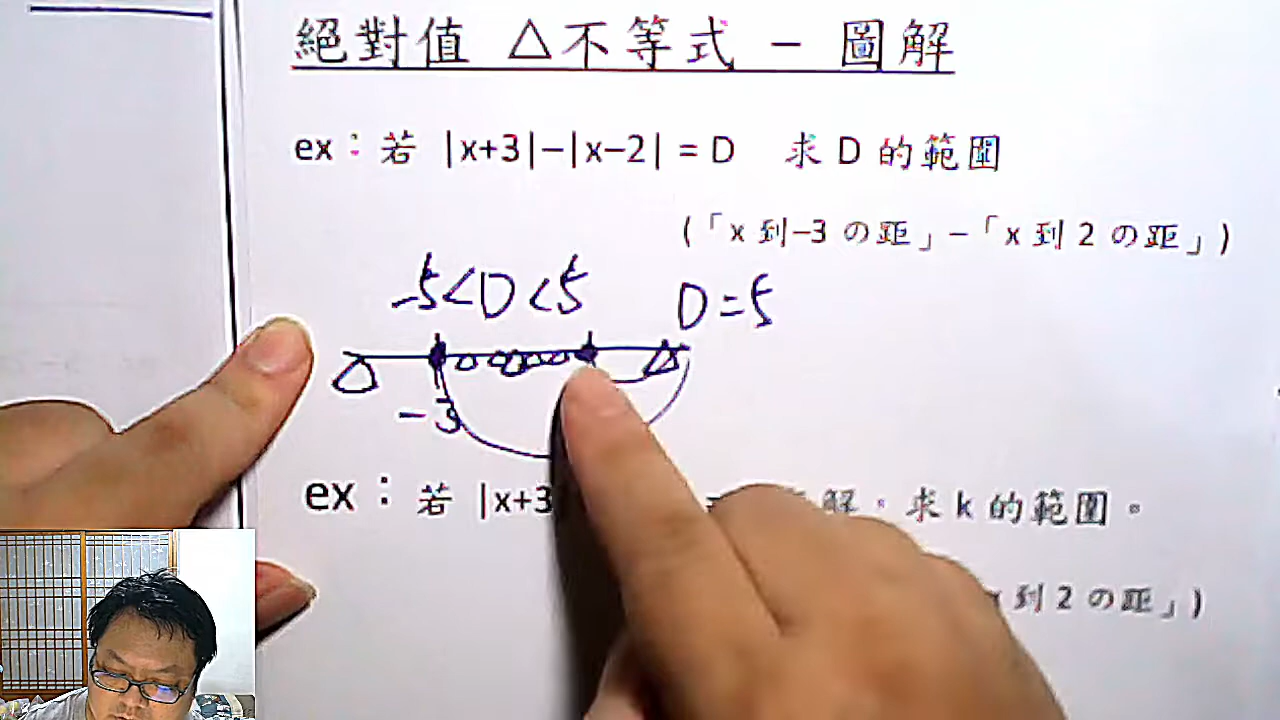 絕對值 △不等式 – 圖解
ex：若 |x+3|−|x−2| = D 求 D 的範圍
(「x 到−3 の距」−「x 到 2 の距」)
-5<D<5 D=5
-3
ex：若 |x+3 解。求 k 的範圍。
到 2 の距」)